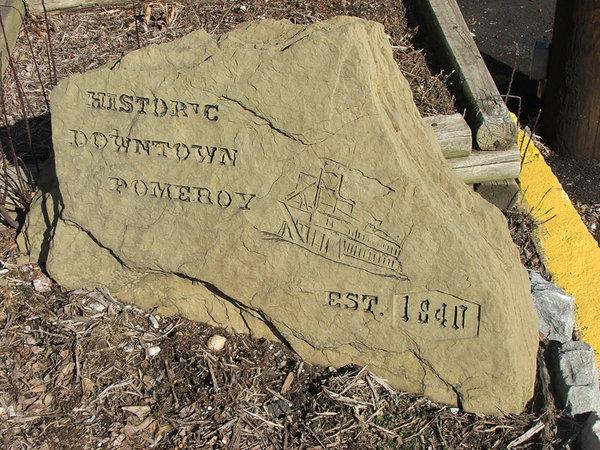 HISTORIC
DOWNTOWN
POMEROY
EST. 1840